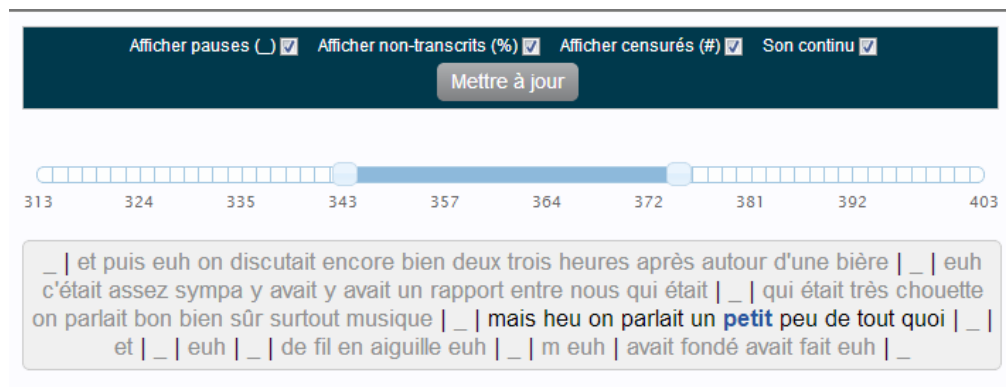 Afficher pauses (_) Afficher non-transcrits (%) Afficher censurés (#) Son continu
Mettre à jour
313 324 335 343 357 364 372 381 392 403
_ | et puis euh on discutait encore bien deux trois heures après autour d'une bière | _ | euh
c'était assez sympa y avait y avait un rapport entre nous qui était | _ | qui était très chouette
on parlait bon bien sûr surtout musique | _ | mais heu on parlait un petit peu de tout quoi | _ |
et | _ | euh | _ | de fil en aiguille euh | _ | m euh | avait fondé avait fait euh | _